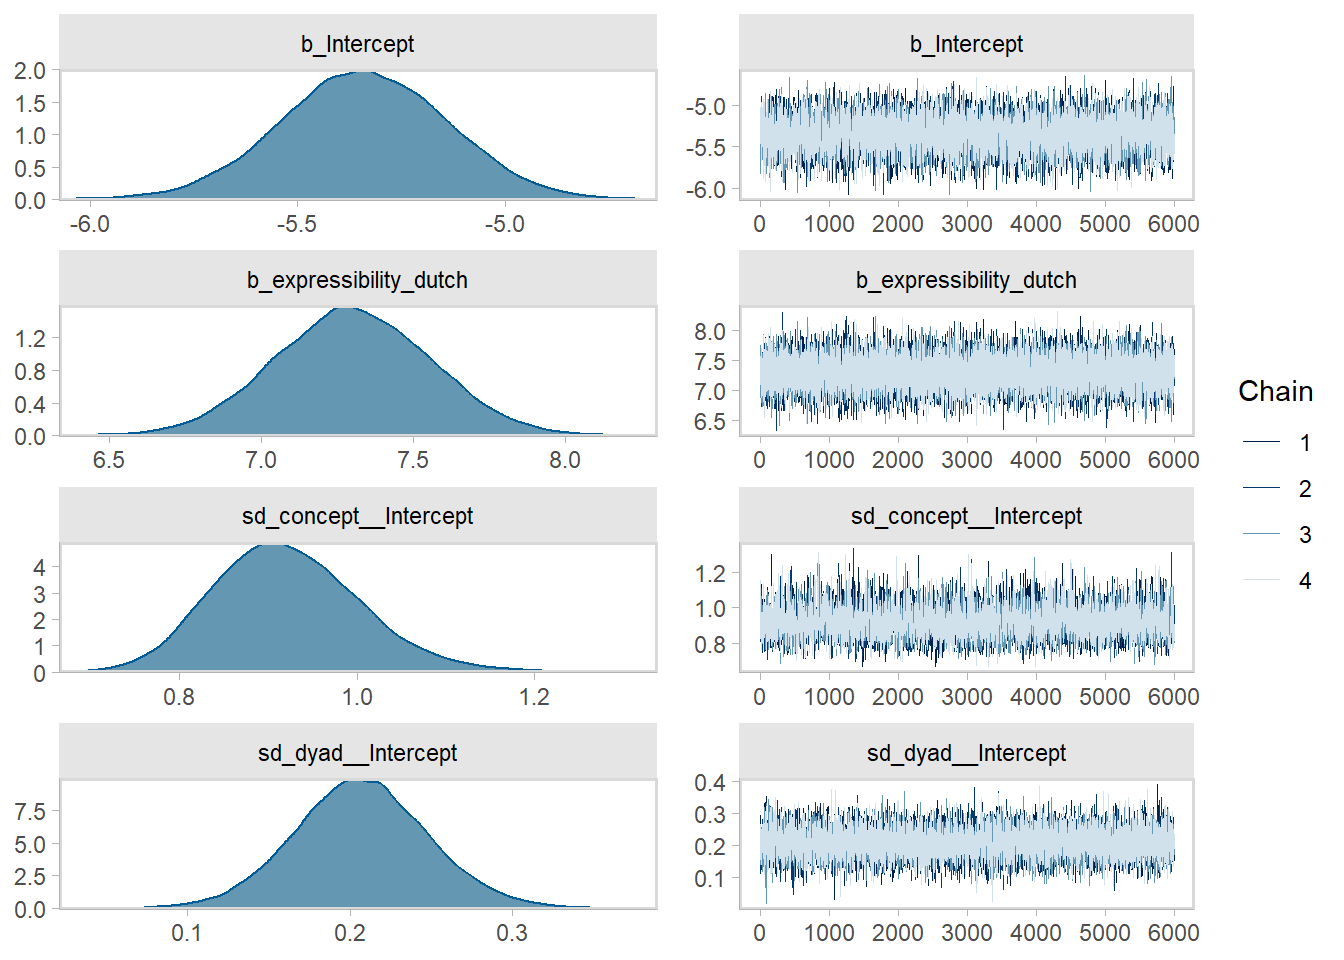 b_Intercept
2.0
1.5
1.0
0.5
0.0
-6.0 -5.5 -5.0
b_Intercept
-5.0
-5.5
-6.0
0 1000 2000 3000 4000 5000 6000
b_expressibility_dutch
1.2
0.8
0.4
0.0
6.5 7.0 7.5 8.0
b_expressibility_dutch
8.0
7.5
7.0
6.5
0 1000 2000 3000 4000 5000 6000
sd_concept__Intercept
4
3
2
1
0
0.8 1.0 1.2
sd_concept__Intercept
1.2
1.0
0.8
0 1000 2000 3000 4000 5000 6000
sd_dyad__Intercept
7.5
5.0
2.5
0.0
0.1 0.2 0.3
sd_dyad__Intercept
0.4
0.3
0.2
0.1
0 1000 2000 3000 4000 5000 6000
Chain
1
2
3
4